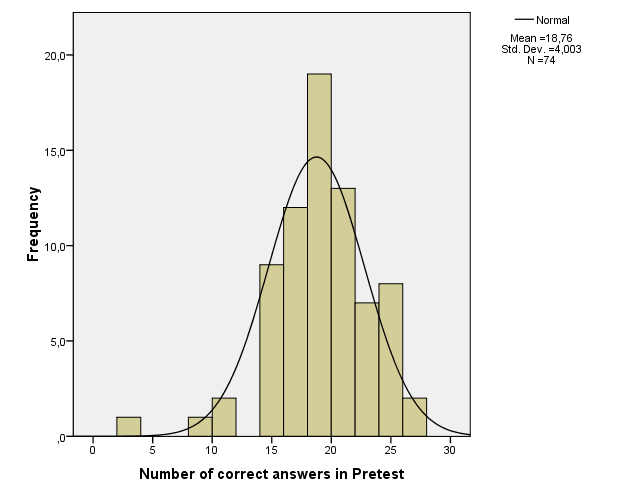 Normal
Mean =18,76
Std. Dev. =4,003
N =74
20,0
15,0
10,0
5,0
,0
0 5 10 15 20 25 30
Frequency
Number of correct answers in Pretest